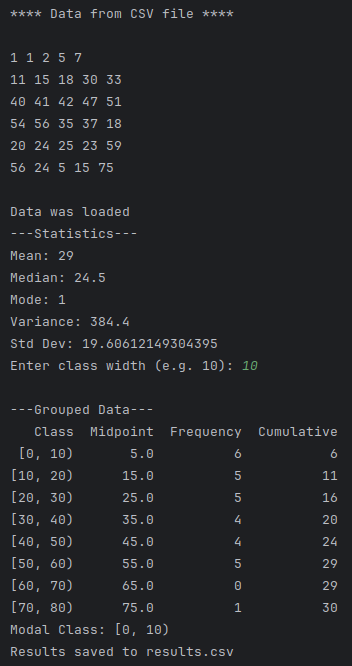 **** Data from CSV file ****
1 1 2 5 7
11 15 18 30 33
40 41 42 47 51
54 56 35 37 18
20 24 25 23 59
56 24 5 15 75
Data was loaded
---Statistics---
Mean: 29
Median: 24.5
Mode: 1
Variance: 384.4
Std Dev: 19.60612149304395
Enter class width (e.g. 10): 10
---Grouped Data---
Class Midpoint Frequency Cumulative
[0, 10) 5.0 6 6
[10, 20) 15.0 5 11
[20, 30) 25.0 5 16
[30, 40) 35.0 4 20
[40, 50) 45.0 4 24
[50, 60) 55.0 5 29
[60, 70) 65.0 0 29
[70, 80) 75.0 1 30
Modal Class: [0, 10)
Results saved to results.csv